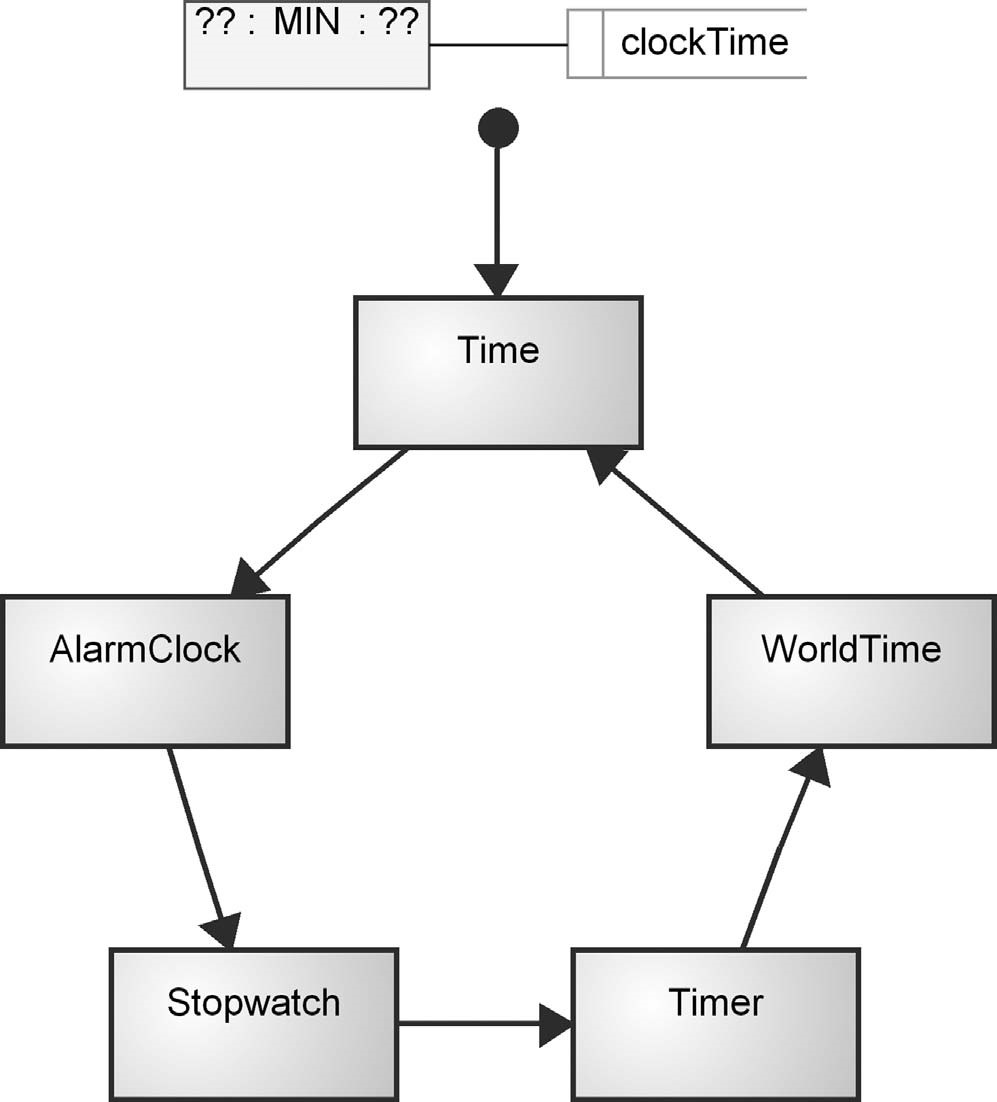 ?? : MIN : ??
clockTime
Time
AlarmClock
WorldTime
Stopwatch
Timer